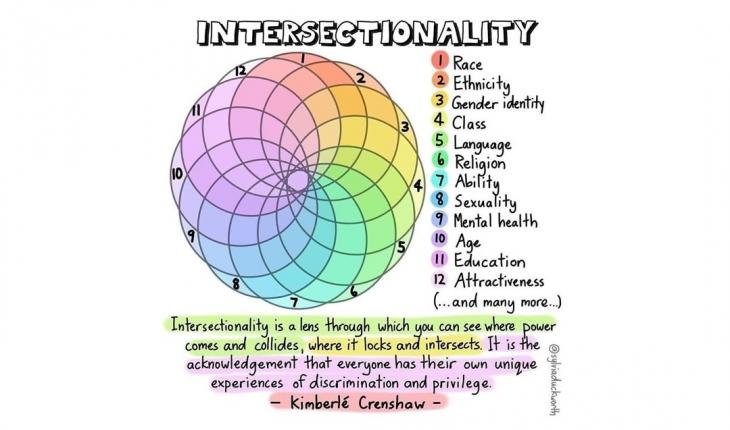 INTERSECTIONALITY
1
2
3
4
5
6
7
8
9
10
11
12
1 Race
2 Ethnicity
3 Gender identity
4 Class
5 Language
6 Religion
7 Ability
8 Sexuality
9 Mental health
10 Age
11 Education
12 Attractiveness
(...and many more...)
Intersectionality is a lens through which you can see where power
comes and collides, where it locks and intersects. It is the
acknowledgement that everyone has their own unique
experiences of discrimination and privilege.
- Kimberlé Crenshaw -
@sylviaduckworth